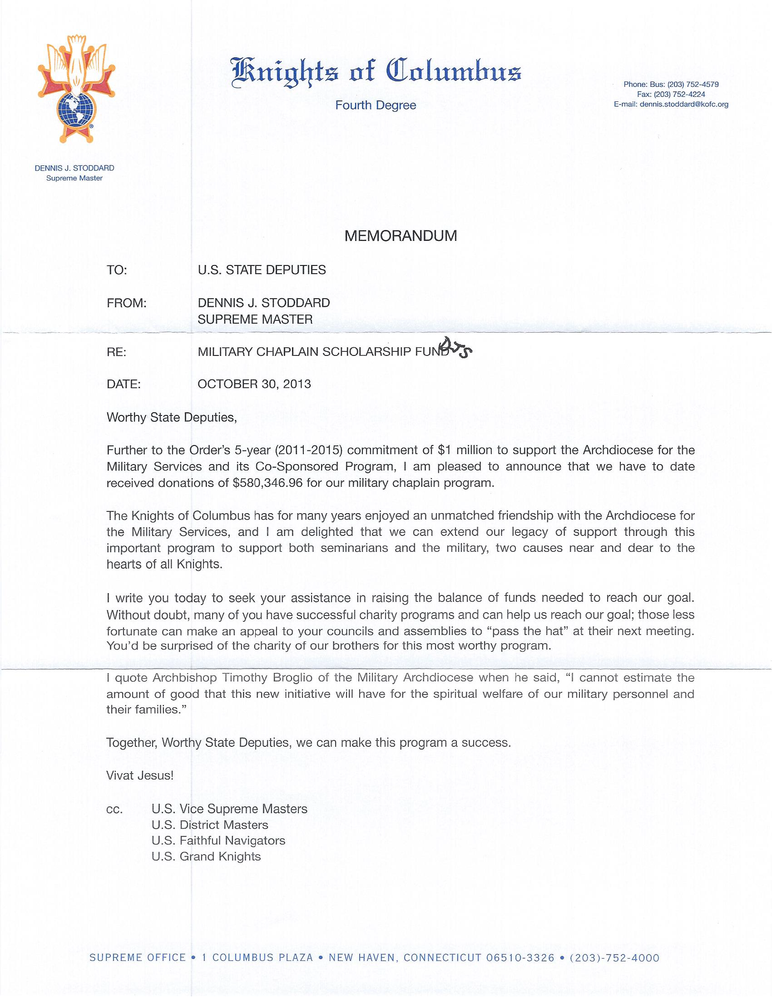 Knights of Columbus
Fourth Degree
Phone: Bus: (203) 752-4579
Fax: (203) 752-4224
E-mail: dennis.stoddard@kofc.org
®
DENNIS J. STODDARD
Supreme Master
MEMORANDUM
TO: U.S. STATE DEPUTIES
FROM: DENNIS J. STODDARD
SUPREME MASTER
RE: MILITARY CHAPLAIN SCHOLARSHIP FUND DJS
DATE: OCTOBER 30, 2013
Worthy State Deputies,
Further to the Order’s 5-year (2011-2015) commitment of $1 million to support the Archdiocese for the
Military Services and its Co-Sponsored Program, I am pleased to announce that we have to date
received donations of $580,346.96 for our military chaplain program.
The Knights of Columbus has for many years enjoyed an unmatched friendship with the Archdiocese for
the Military Services, and I am delighted that we can extend our legacy of support through this
important program to support both seminarians and the military, two causes near and dear to the
hearts of all Knights.
I write you today to seek your assistance in raising the balance of funds needed to reach our goal.
Without doubt, many of you have successful charity programs and can help us reach our goal; those less
fortunate can make an appeal to your councils and assemblies to “pass the hat” at their next meeting.
You’d be surprised of the charity of our brothers for this most worthy program.
I quote Archbishop Timothy Broglio of the Military Archdiocese when he said, “I cannot estimate the
amount of good that this new initiative will have for the spiritual welfare of our military personnel and
their families.”
Together, Worthy State Deputies, we can make this program a success.
Vivat Jesus!
cc. U.S. Vice Supreme Masters
U.S. District Masters
U.S. Faithful Navigators
U.S. Grand Knights
SUPREME OFFICE • 1 COLUMBUS PLAZA • NEW HAVEN, CONNECTICUT 06510-3326 • (203)-752-4000